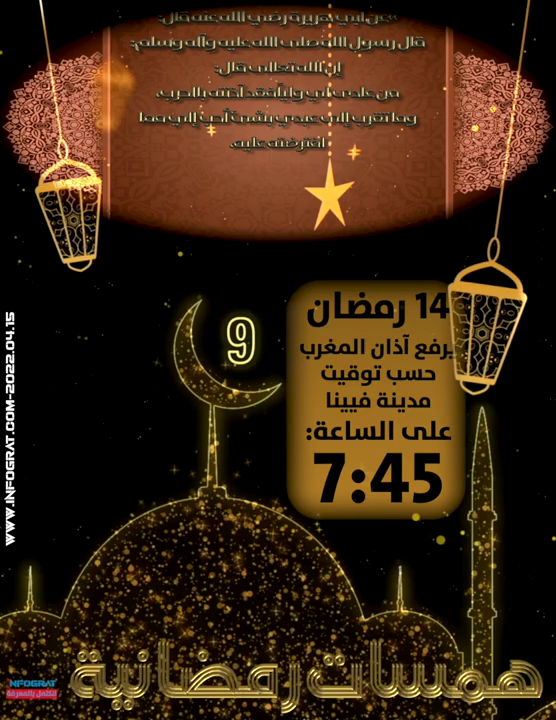 «عن أبي هريرة رضي الله عنه قال:
قال رسول الله صلى الله عليه وآله وسلم:
إن الله تعالى قال:
من عادى لي ولياً فقد آذنته بالحرب.
وما تقرب إلي عبدي بشيء أحب إلي مما
افترضته عليه.
14 رمضان
يرفع آذان المغرب
حسب توقيت
مدينة فيينا
على الساعة:
7:45
9
WWW.INFOGRAT.COM-2022.04.15
همسات رمضانية
INFOGRAT
لنكتمل بالمعرفة